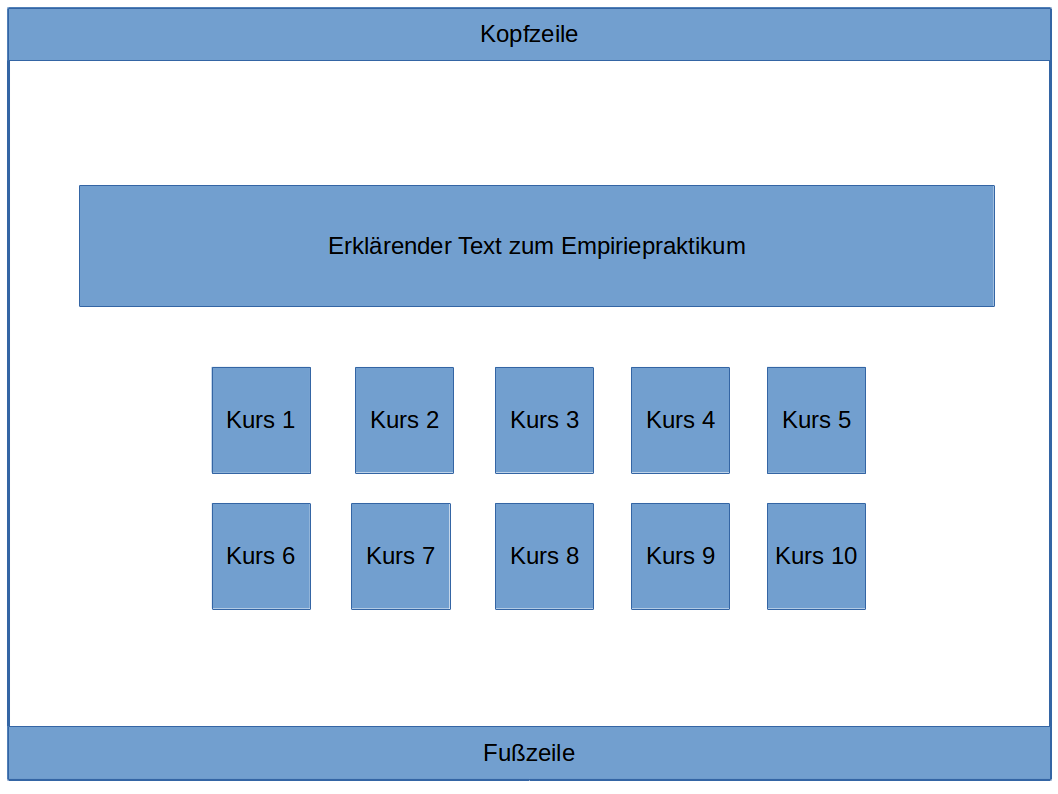 Kopfzeile
Erklärender Text zum Empiriepraktikum
Kurs 1
Kurs 2
Kurs 3
Kurs 4
Kurs 5
Kurs 6
Kurs 7
Kurs 8
Kurs 9
Kurs 10
Fußzeile